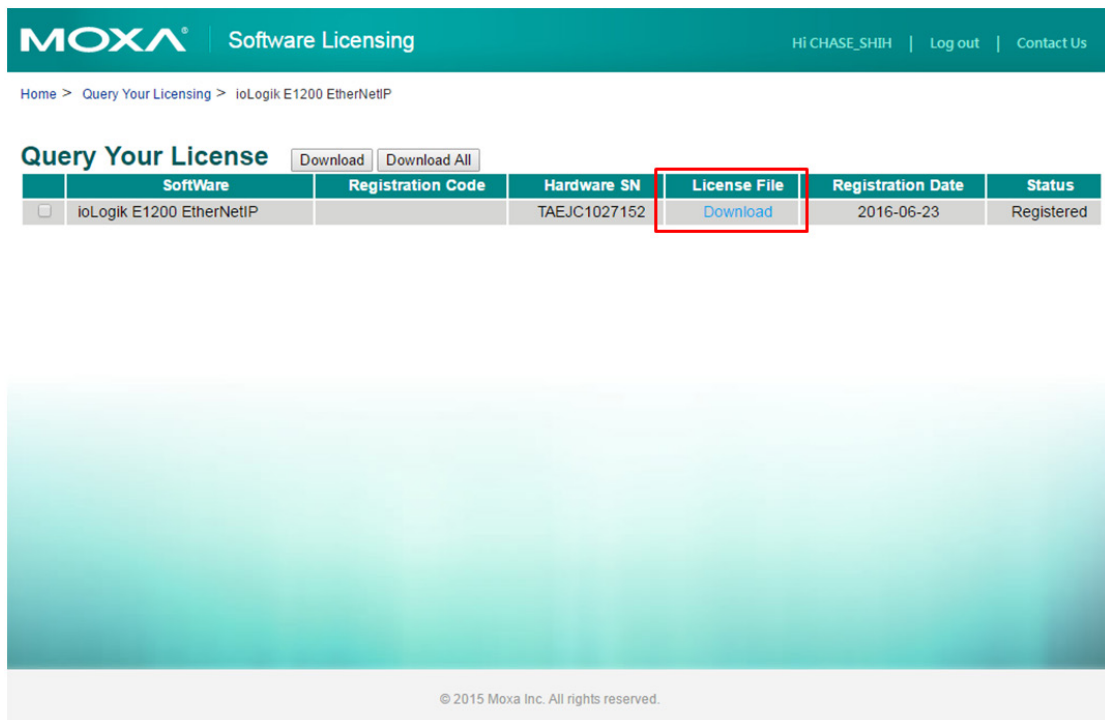 MOXA® Software Licensing Hi CHASE_SHIH | Log out | Contact Us
Home > Query Your Licensing > ioLogik E1200 EtherNetIP
Query Your License Download Download All
SoftWare Registration Code Hardware SN License File Registration Date Status
ioLogik E1200 EtherNetIP TAEJC1027152 Download 2016-06-23 Registered
© 2015 Moxa Inc. All rights reserved.